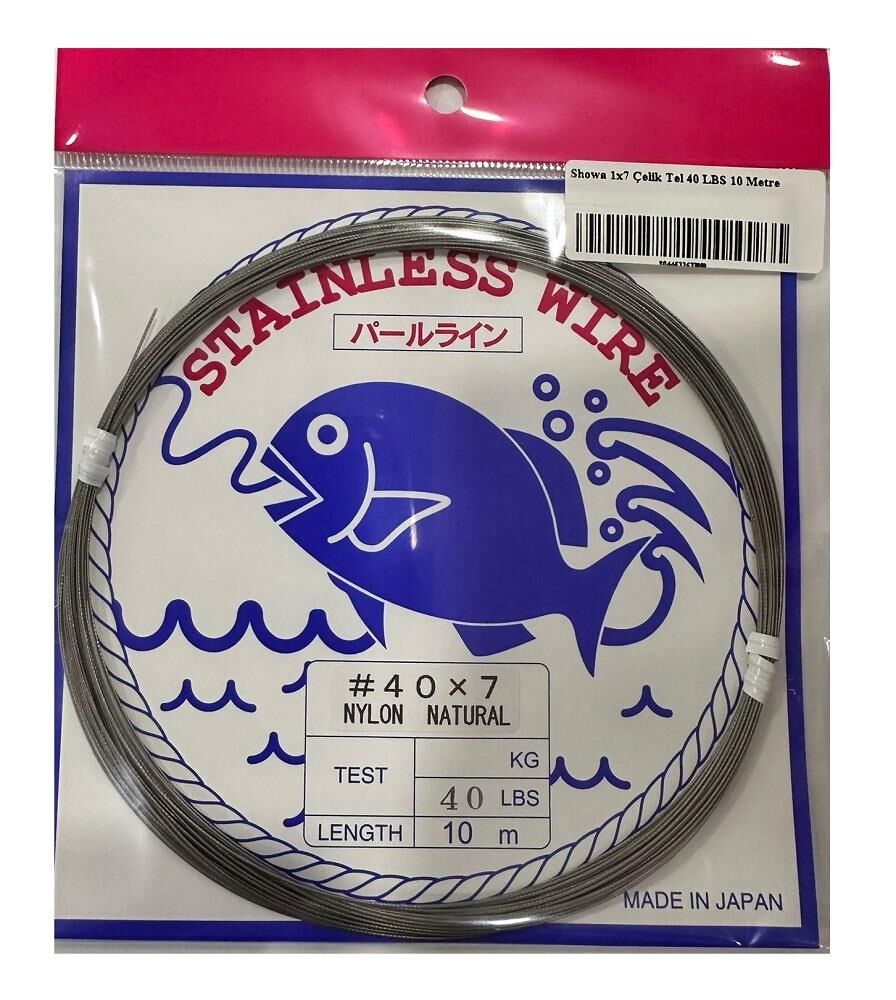 Showa 1x7 Çelik Tel 40 LBS 10 Metre
STAINLESS WIRE
パールライン
#40×7
NYLON NATURAL
KG
TEST
40 LBS
LENGTH 10 m
MADE IN JAPAN